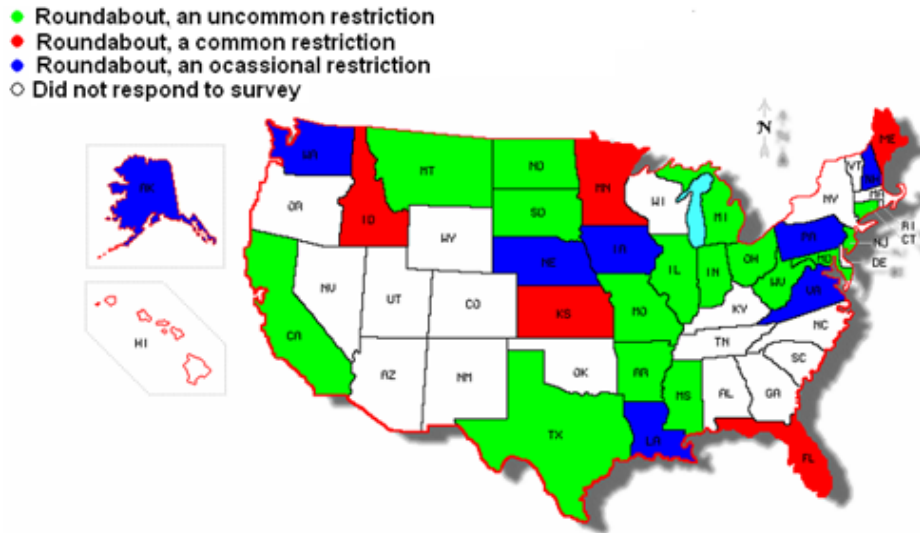 Roundabout, an uncommon restriction
Roundabout, a common restriction
Roundabout, an ocassional restriction
Did not respond to survey
N
ME
WA
VT
NH
MT
ND
MN
MA
AK
OR
ID
WI
NY
SD
MI
RI
CT
WY
IA
PA
NJ
NE
OH
DE
IL
IN
MD
NV
UT
CO
WV
VA
HI
CA
KS
MO
KY
NC
TN
AZ
NM
OK
AR
SC
MS
AL
GA
TX
LA
FL